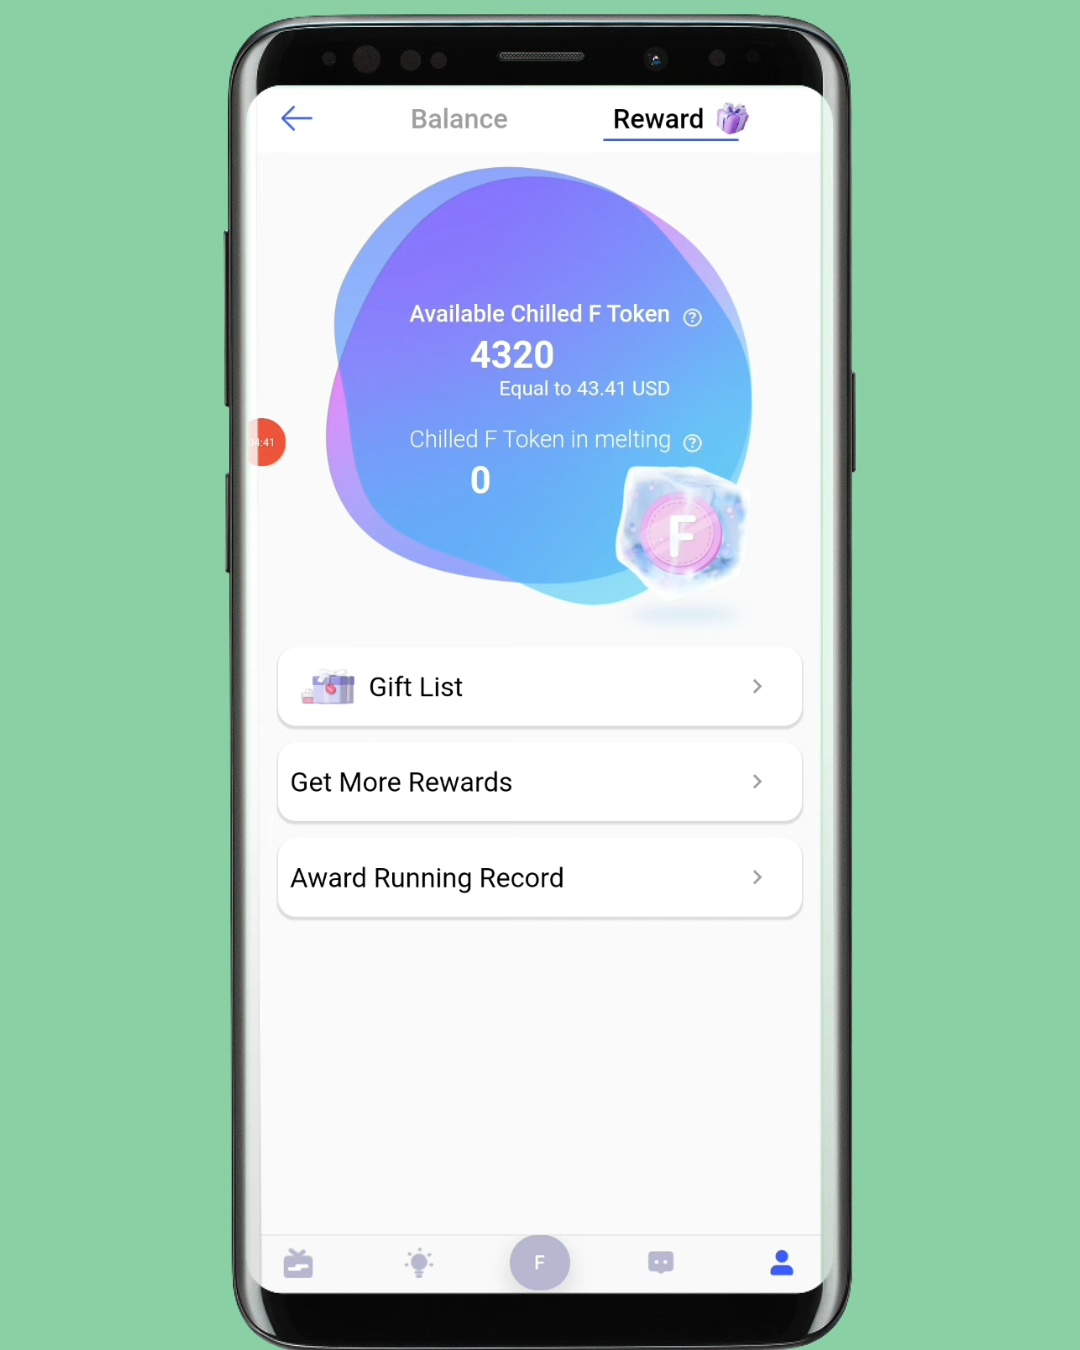 Balance
Reward
Available Chilled F Token ?
4320
Equal to 43.41 USD
Chilled F Token in melting ?
0
F
Gift List
Get More Rewards
Award Running Record
F